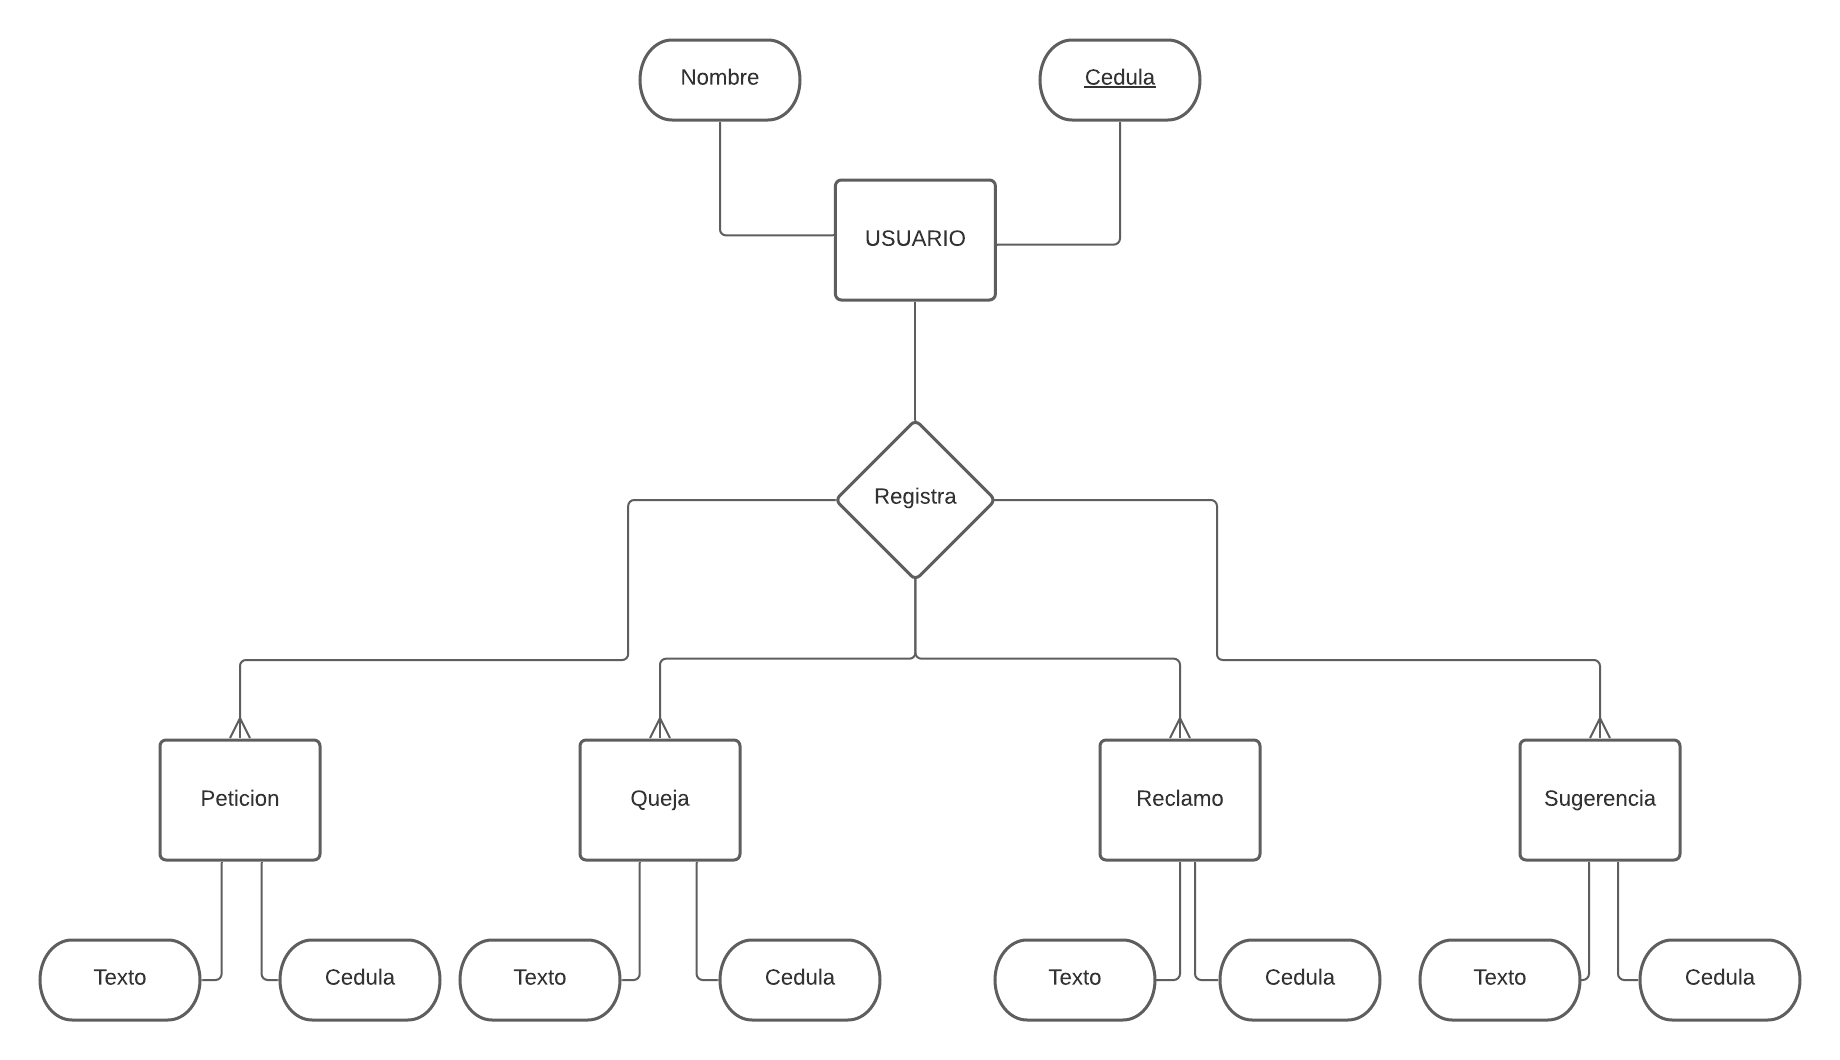 Nombre
Cedula
USUARIO
Registra
Peticion
Queja
Reclamo
Sugerencia
Texto
Cedula
Texto
Cedula
Texto
Cedula
Texto
Cedula